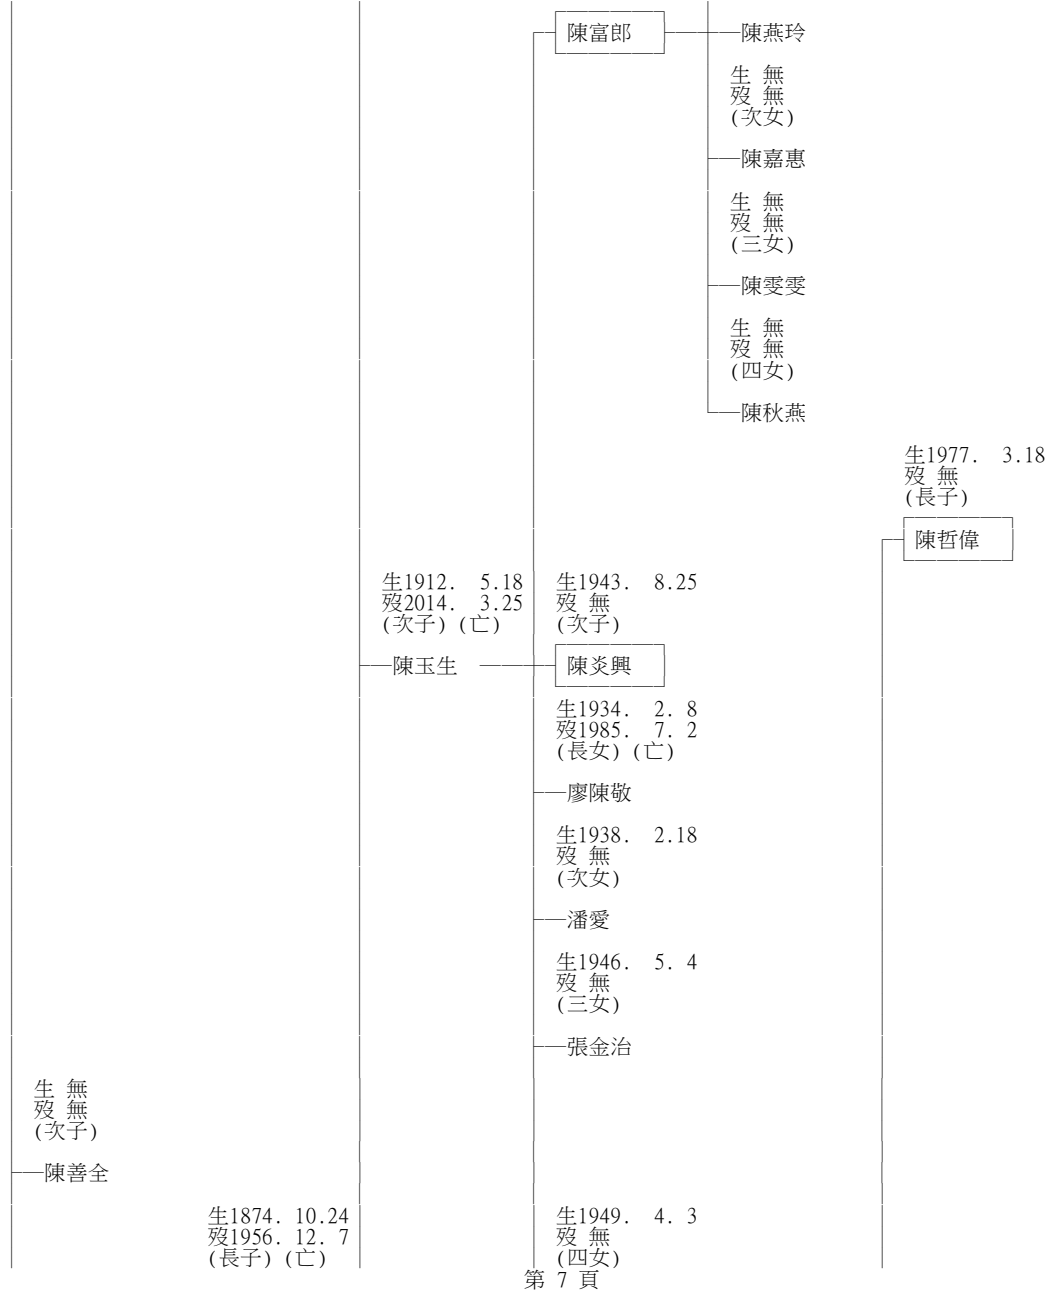 陳富郎
陳燕玲
生 無
歿 無
(次女)
陳嘉惠
生 無
歿 無
(三女)
陳雯雯
生 無
歿 無
(四女)
陳秋燕
生1977. 3.18
歿 無
(長子)
陳哲偉
生1912. 5.18
歿2014. 3.25
(次子)(亡)
陳玉生
生1943. 8.25
歿 無
(次子)
陳炎興
生1934. 2. 8
歿1985. 7. 2
(長女)(亡)
廖陳敬
生1938. 2.18
歿 無
(次女)
潘愛
生1946. 5. 4
歿 無
(三女)
張金治
生 無
歿 無
(次子)
陳善全
生1874. 10.24
歿1956. 12. 7
(長子)(亡)
生1949. 4. 3
歿 無
(四女)
第 7 頁